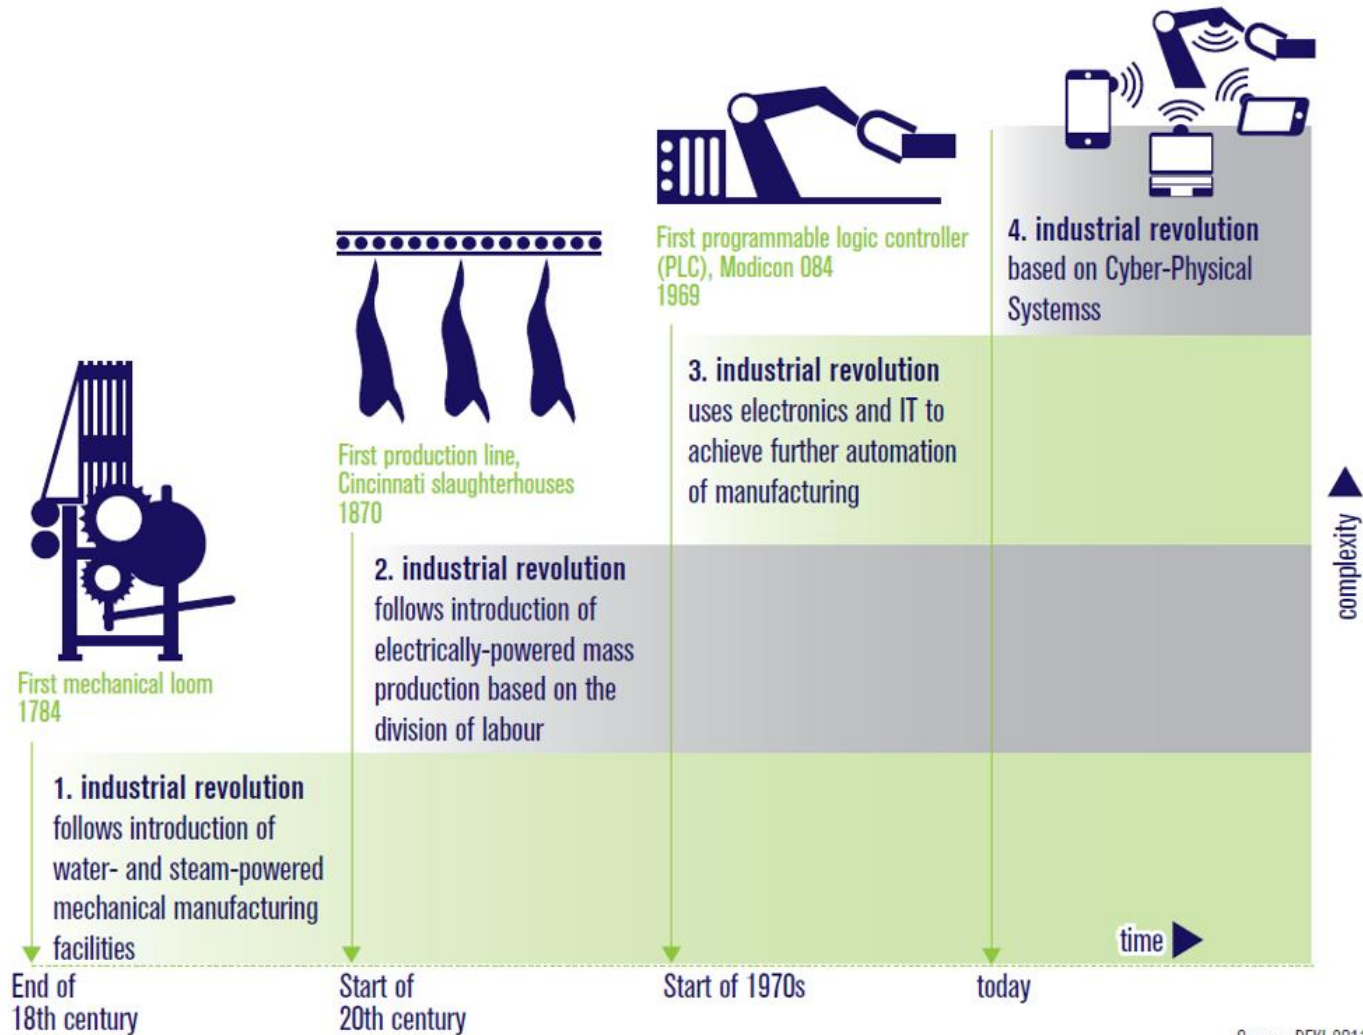 First mechanical loom
1784
1. industrial revolution
follows introduction of
water- and steam-powered
mechanical manufacturing
facilities
End of
18th century
First production line,
Cincinnati slaughterhouses
1870
2. industrial revolution
follows introduction of
electrically-powered mass
production based on the
division of labour
Start of
20th century
First programmable logic controller
(PLC), Modicon 084
1969
3. industrial revolution
uses electronics and IT to
achieve further automation
of manufacturing
Start of 1970s
4. industrial revolution
based on Cyber-Physical
Systemss
today
time
complexity